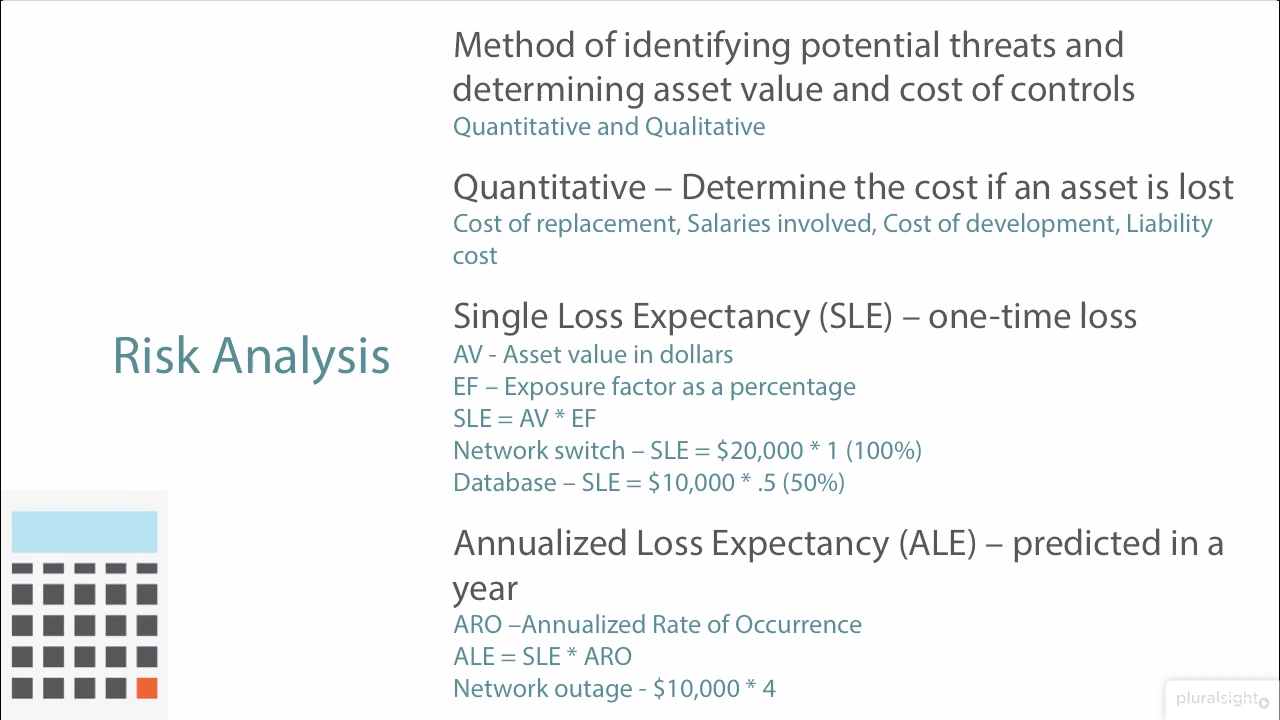 Risk Analysis
Method of identifying potential threats and
determining asset value and cost of controls
Quantitative and Qualitative
Quantitative – Determine the cost if an asset is lost
Cost of replacement, Salaries involved, Cost of development, Liability
cost
Single Loss Expectancy (SLE) – one-time loss
AV - Asset value in dollars
EF – Exposure factor as a percentage
SLE = AV * EF
Network switch – SLE = $20,000 * 1 (100%)
Database – SLE = $10,000 * .5 (50%)
Annualized Loss Expectancy (ALE) – predicted in a
year
ARO –Annualized Rate of Occurrence
ALE = SLE * ARO
Network outage - $10,000 * 4
pluralsight